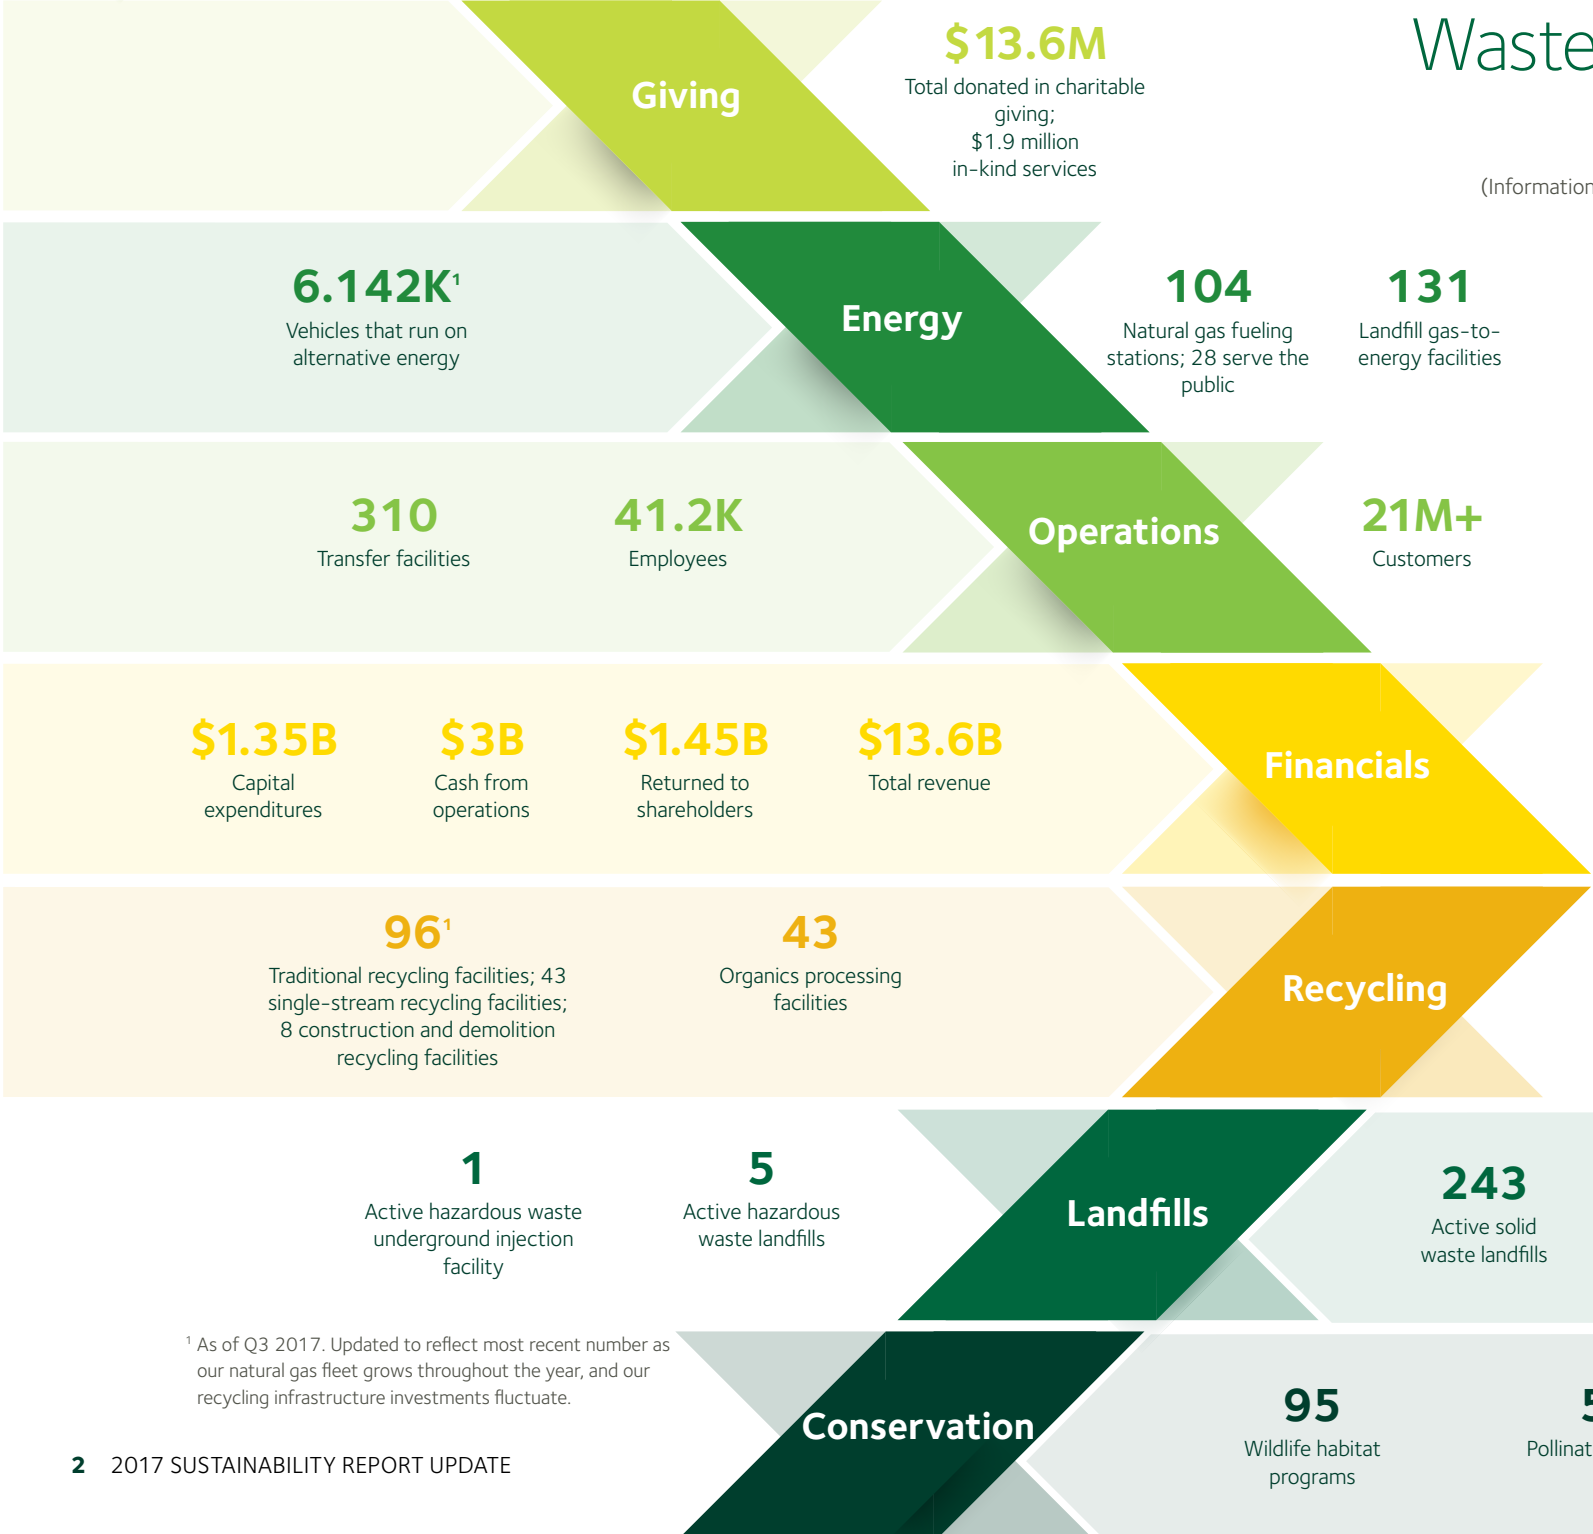 Giving
$13.6M
Total donated in charitable
giving;
$1.9 million
in-kind services
Waste
(Information
6.142K¹
Vehicles that run on
alternative energy
Energy
104
Natural gas fueling
stations; 28 serve the
public
131
Landfill gas-to-
energy facilities
310
Transfer facilities
41.2K
Employees
Operations
21M+
Customers
$1.35B
Capital
expenditures
$3B
Cash from
operations
$1.45B
Returned to
shareholders
$13.6B
Total revenue
Financials
96¹
Traditional recycling facilities; 43
single-stream recycling facilities;
8 construction and demolition
recycling facilities
43
Organics processing
facilities
Recycling
1
Active hazardous waste
underground injection
facility
5
Active hazardous
waste landfills
Landfills
243
Active solid
waste landfills
¹ As of Q3 2017. Updated to reflect most recent number as
our natural gas fleet grows throughout the year, and our
recycling infrastructure investments fluctuate.
Conservation
95
Wildlife habitat
programs
2 2017 SUSTAINABILITY REPORT UPDATE